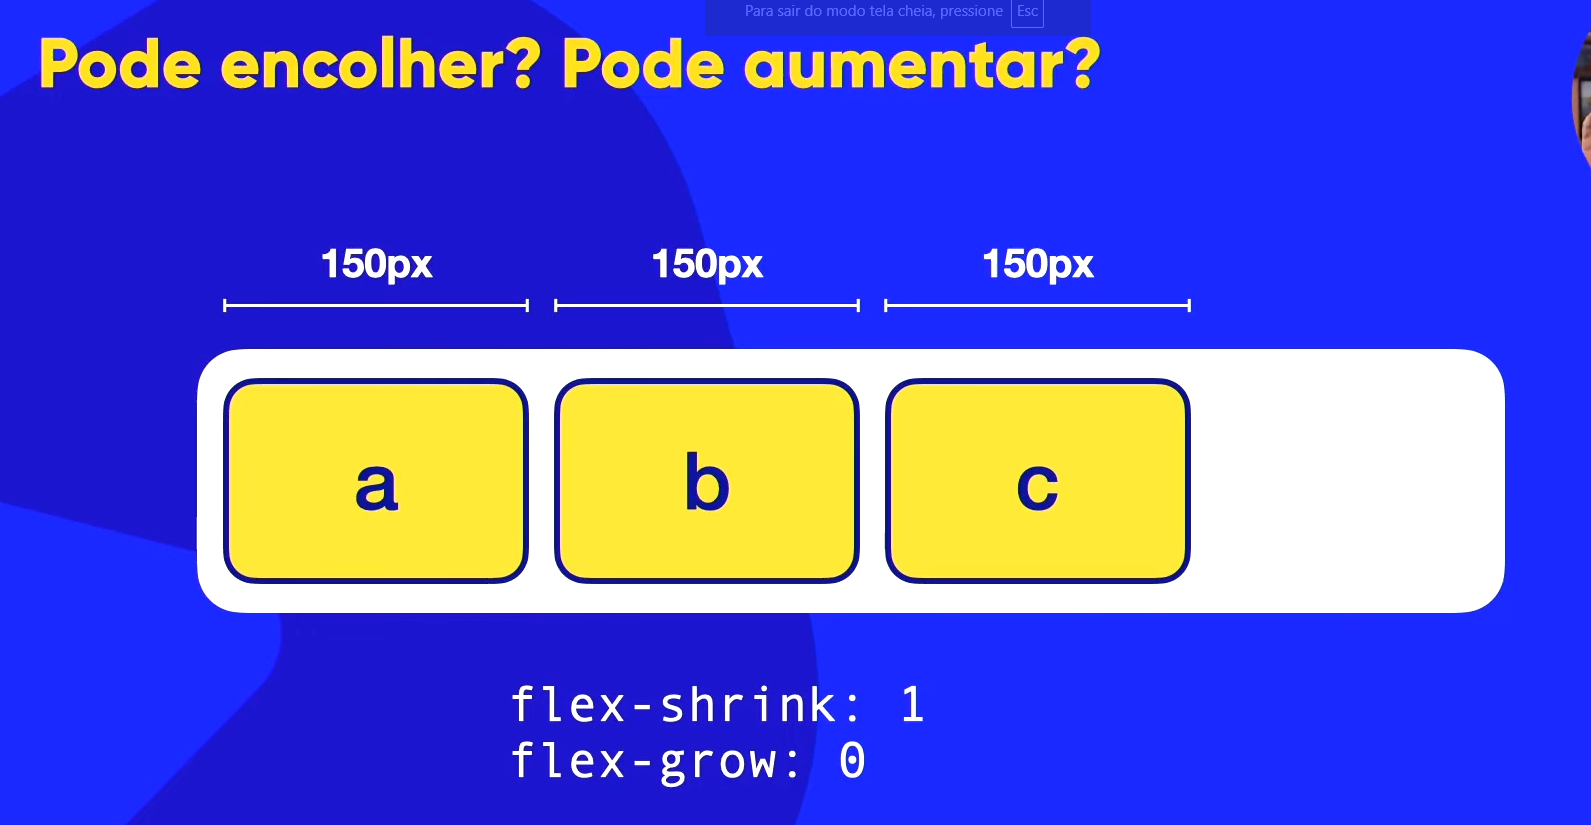 Para sair do modo tela cheia, pressione Esc
Pode encolher? Pode aumentar?
150px 150px 150px
a b c
flex-shrink: 1
flex-grow: 0